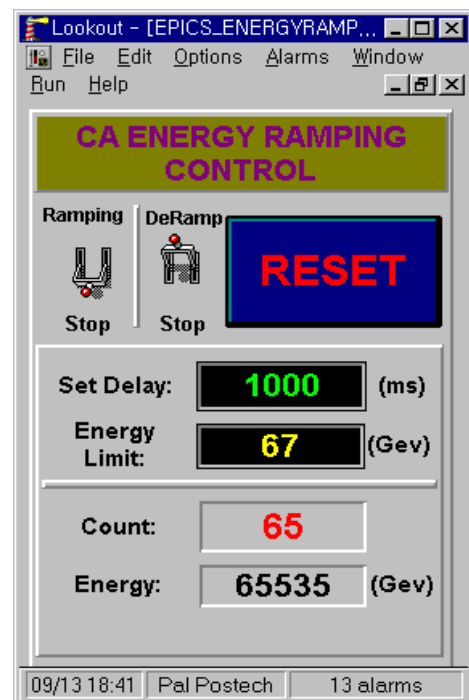 Lookout - [EPICS_ENERGYRAMP...
File Edit Options Alarms Window
Run Help
CA ENERGY RAMPING
CONTROL
Ramping DeRamp
RESET
Stop Stop
Set Delay: 1000 (ms)
Energy
Limit: 67 (Gev)
Count: 65
Energy: 65535 (Gev)
09/13 18:41 Pal Postech 13 alarms